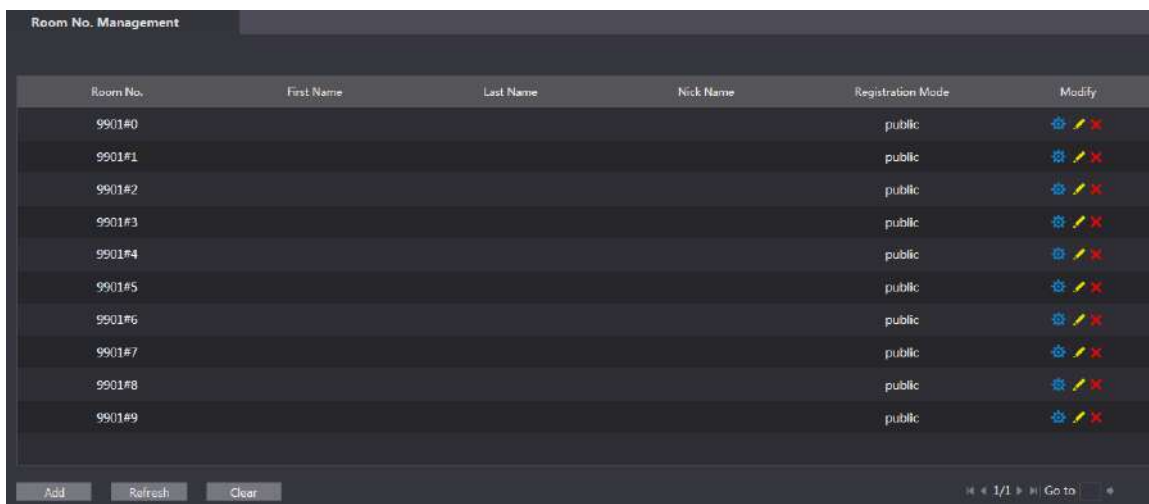 Room No. Management
Room No. First Name Last Name Nick Name Registration Mode Modify
9901#0 public
9901#1 public
9901#2 public
9901#3 public
9901#4 public
9901#5 public
9901#6 public
9901#7 public
9901#8 public
9901#9 public
Add Refresh Clear 1/1 Go to